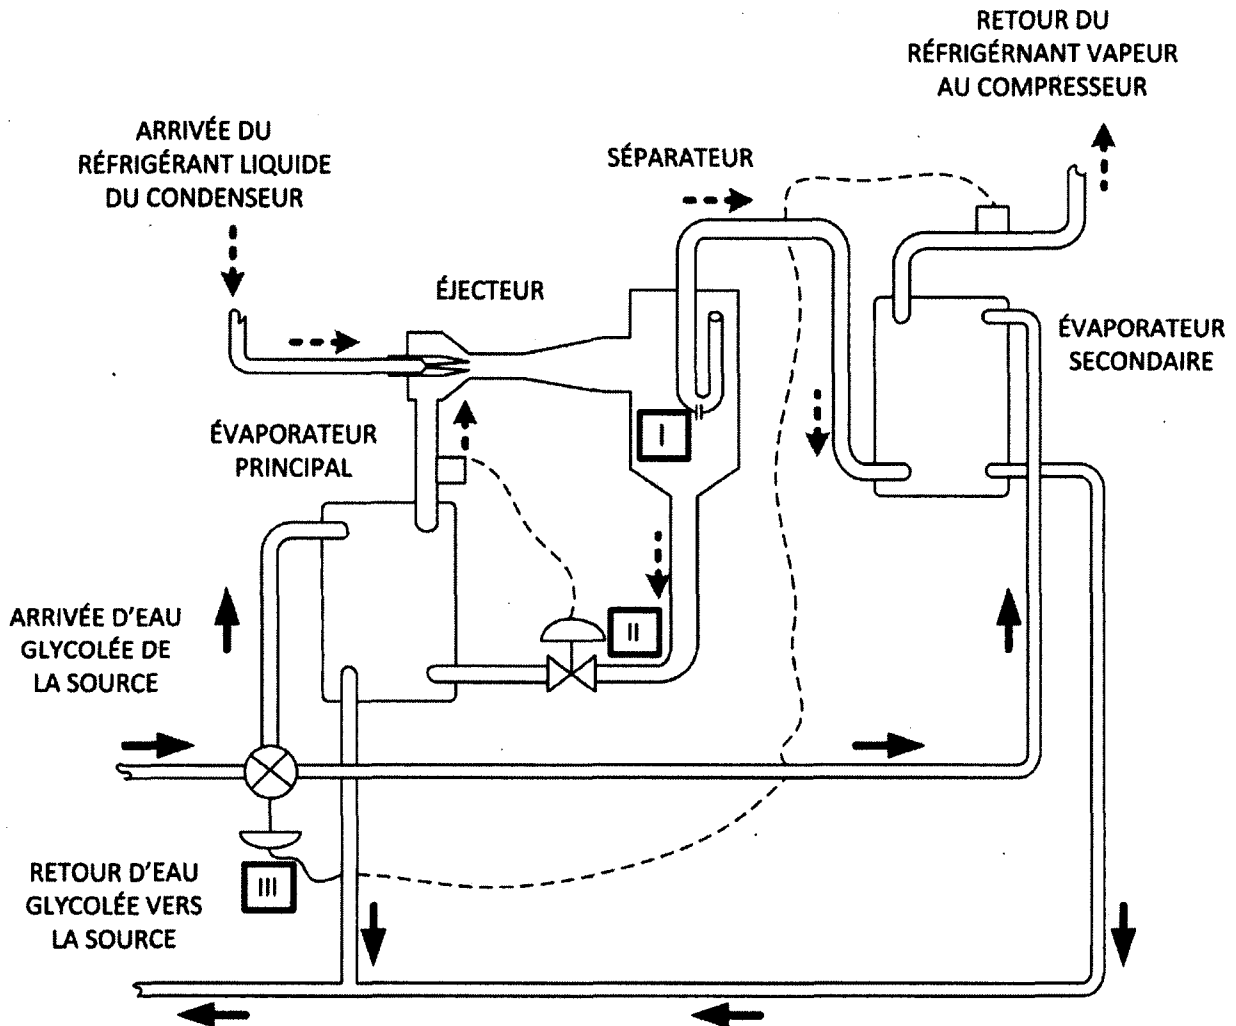 RETOUR DU
RÉFRIGÉRNANT VAPEUR
AU COMPRESSEUR
ARRIVÉE DU
RÉFRIGÉRANT LIQUIDE
DU CONDENSEUR
SÉPARATEUR
ÉJECTEUR
ÉVAPORATEUR
SECONDAIRE
I
ÉVAPORATEUR
PRINCIPAL
II
ARRIVÉE D'EAU
GLYCOLÉE DE
LA SOURCE
III
RETOUR D'EAU
GLYCOLÉE VERS
LA SOURCE